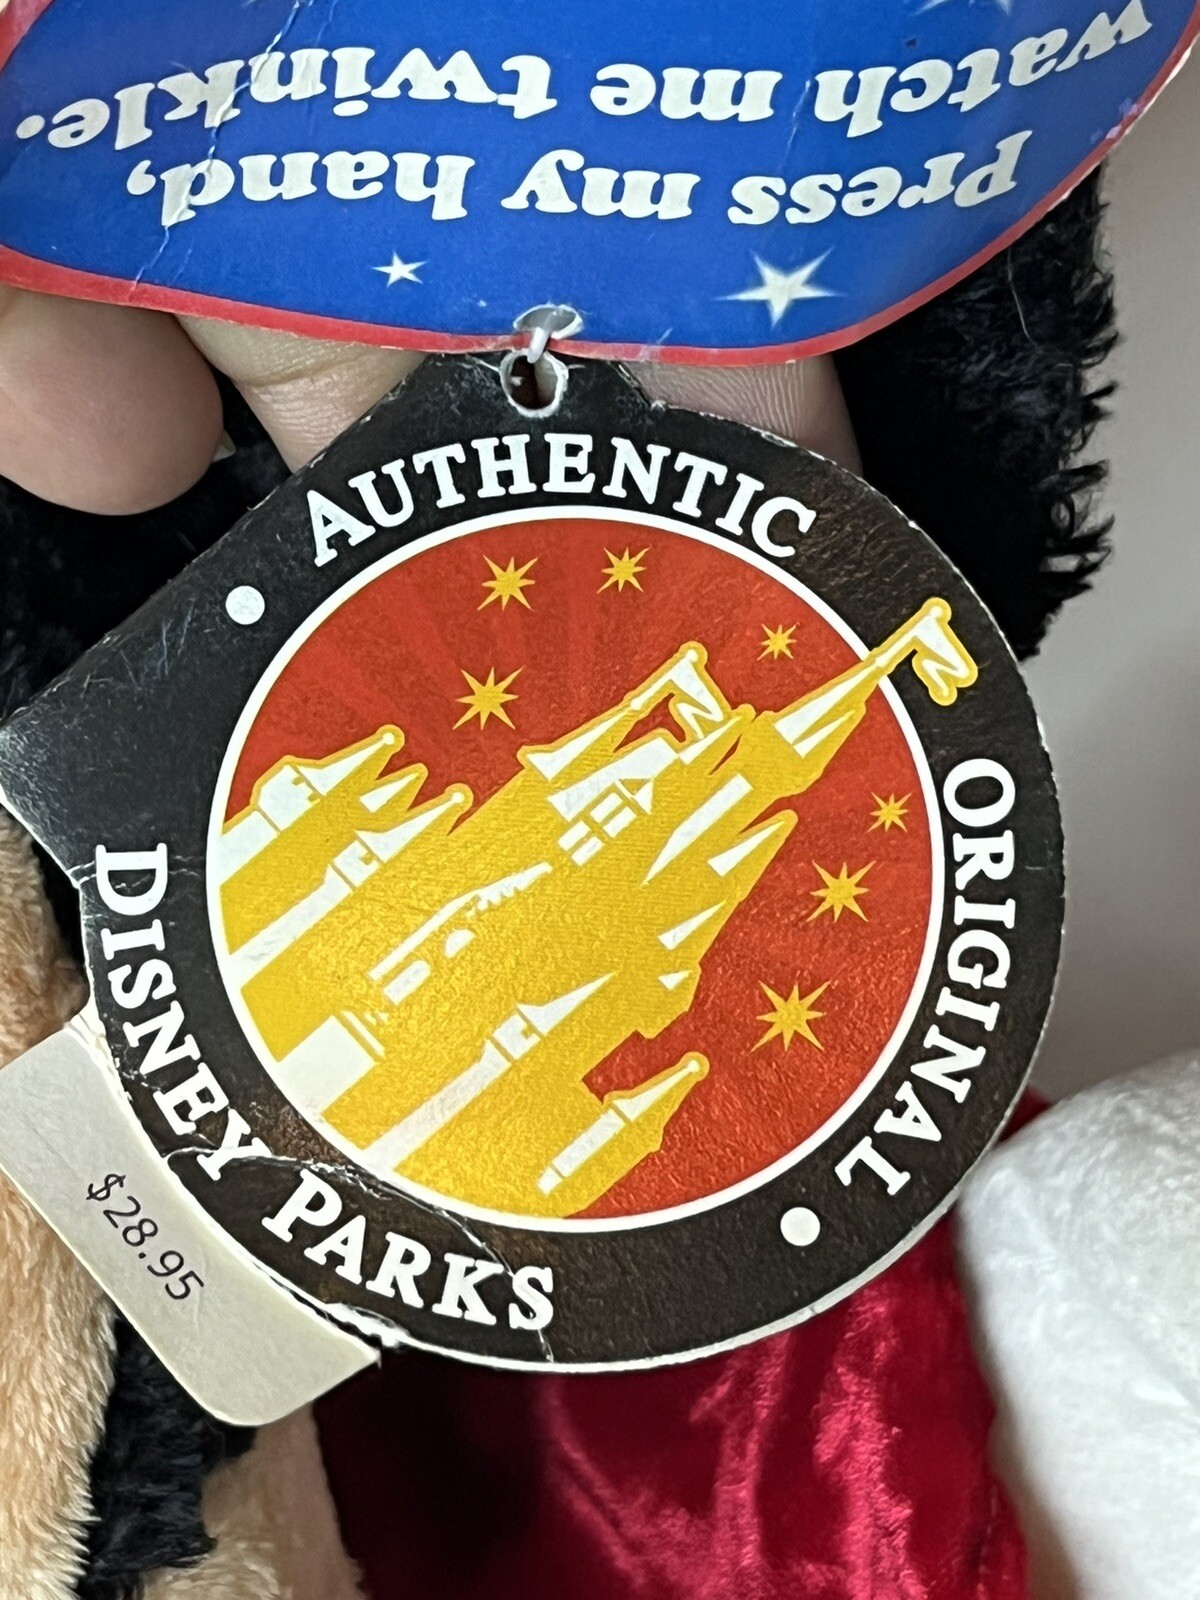 Press my hand,
watch me twinkle.
AUTHENTIC
ORIGINAL
DISNEY PARKS
$28.95